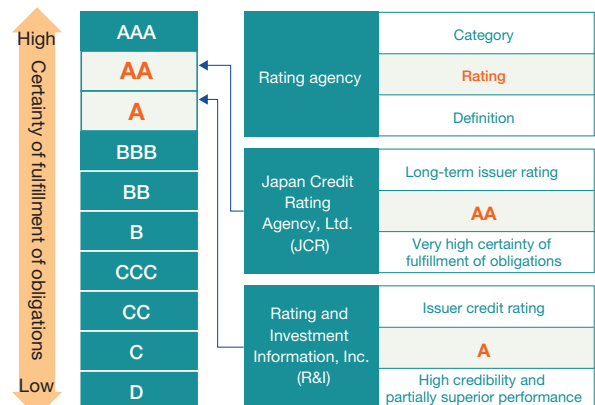 High
Certainty of fulfillment of obligations
Low
AAA
AA
A
BBB
BB
B
CCC
CC
C
D
Rating agency
Category
Rating
Definition
Japan Credit
Rating
Agency, Ltd.
(JCR)
Long-term issuer rating
AA
Very high certainty of
fulfillment of obligations
Rating and
Investment
Information, Inc.
(R&I)
Issuer credit rating
A
High credibility and
partially superior performance